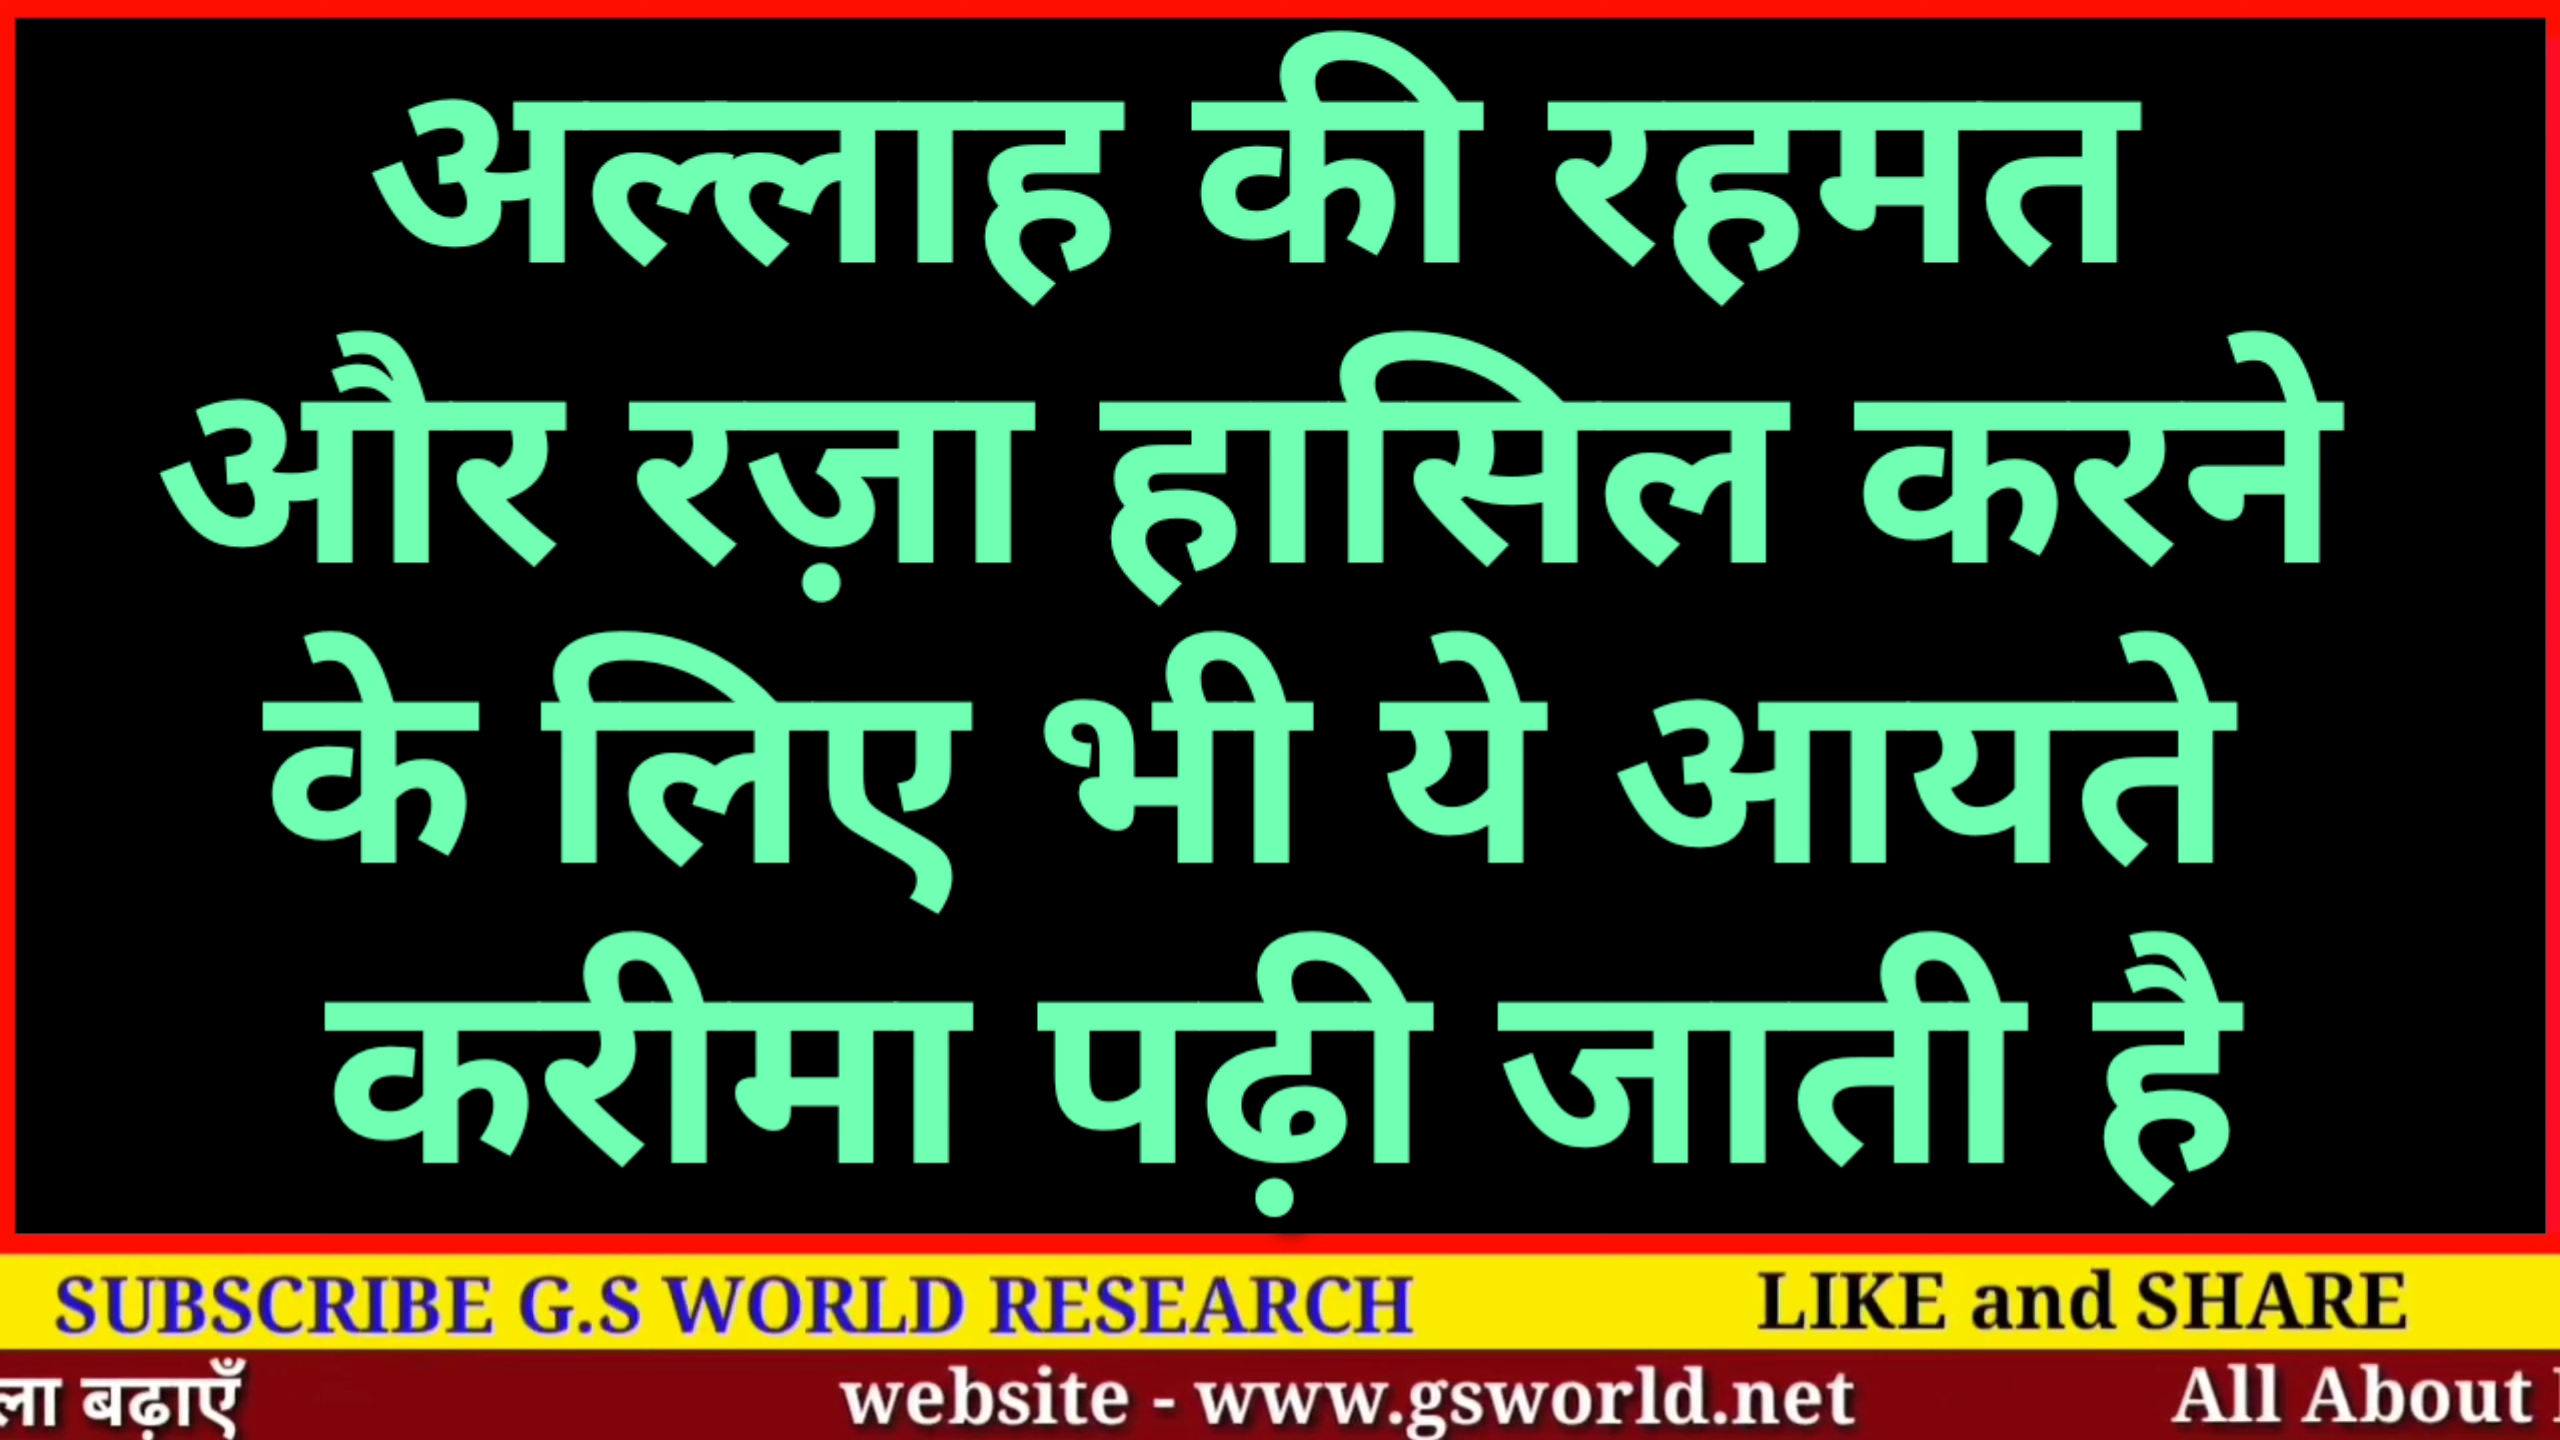 अल्लाह की रहमत
और रज़ा हासिल करने
के लिए भी ये आयते
करीमा पढ़ी जाती है
SUBSCRIBE G.S WORLD RESEARCH LIKE and SHARE
ला बढ़ाएँ website - www.gsworld.net All About